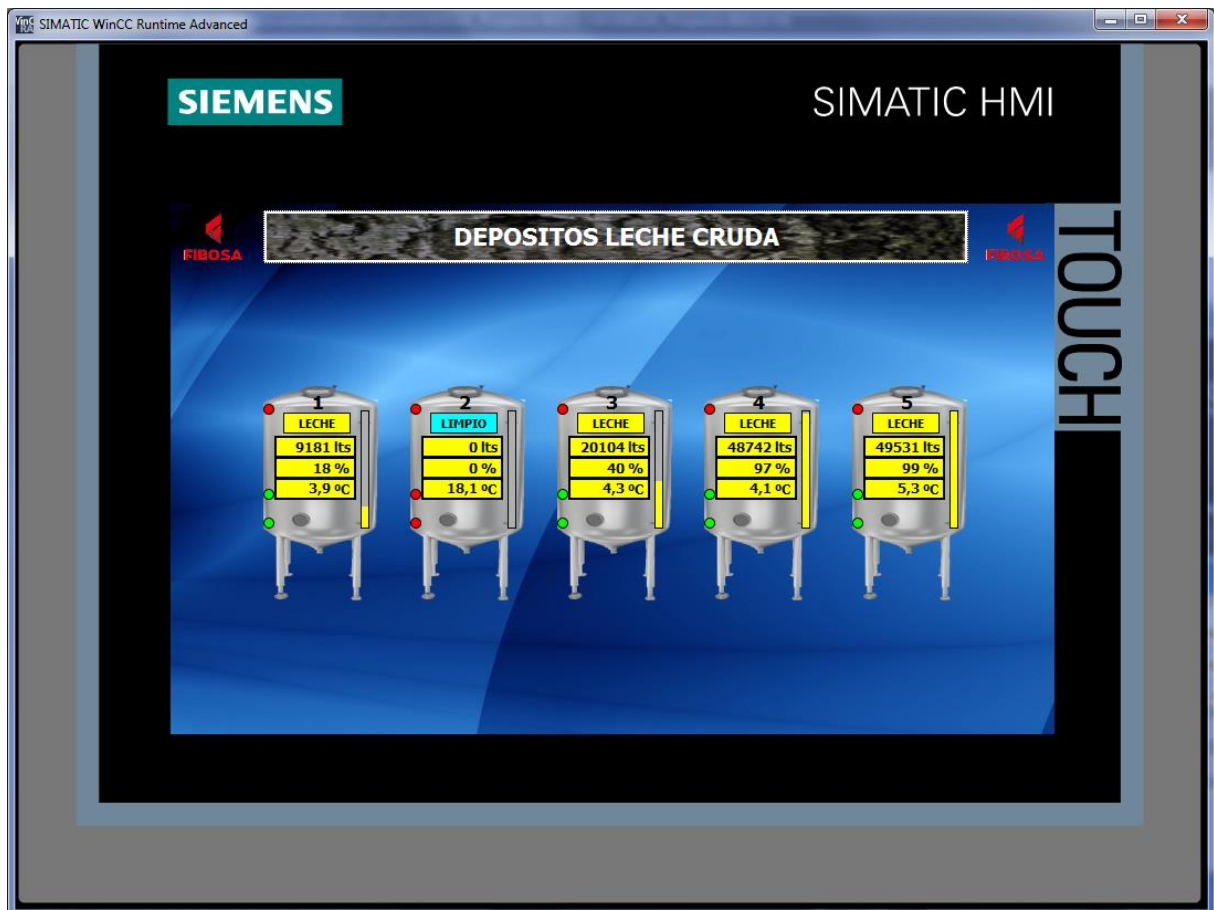 SIMATIC WinCC Runtime Advanced
SIEMENS
SIMATIC HMI
TOUCH
FIBOSA
DEPOSITOS LECHE CRUDA
FIBOSA
1
LECHE
9181 lts
18 %
3,9 ºC
2
LIMPIO
0 lts
0 %
18,1 ºC
3
LECHE
20104 lts
40 %
4,3 ºC
4
LECHE
48742 lts
97 %
4,1 ºC
5
LECHE
49531 lts
99 %
5,3 ºC